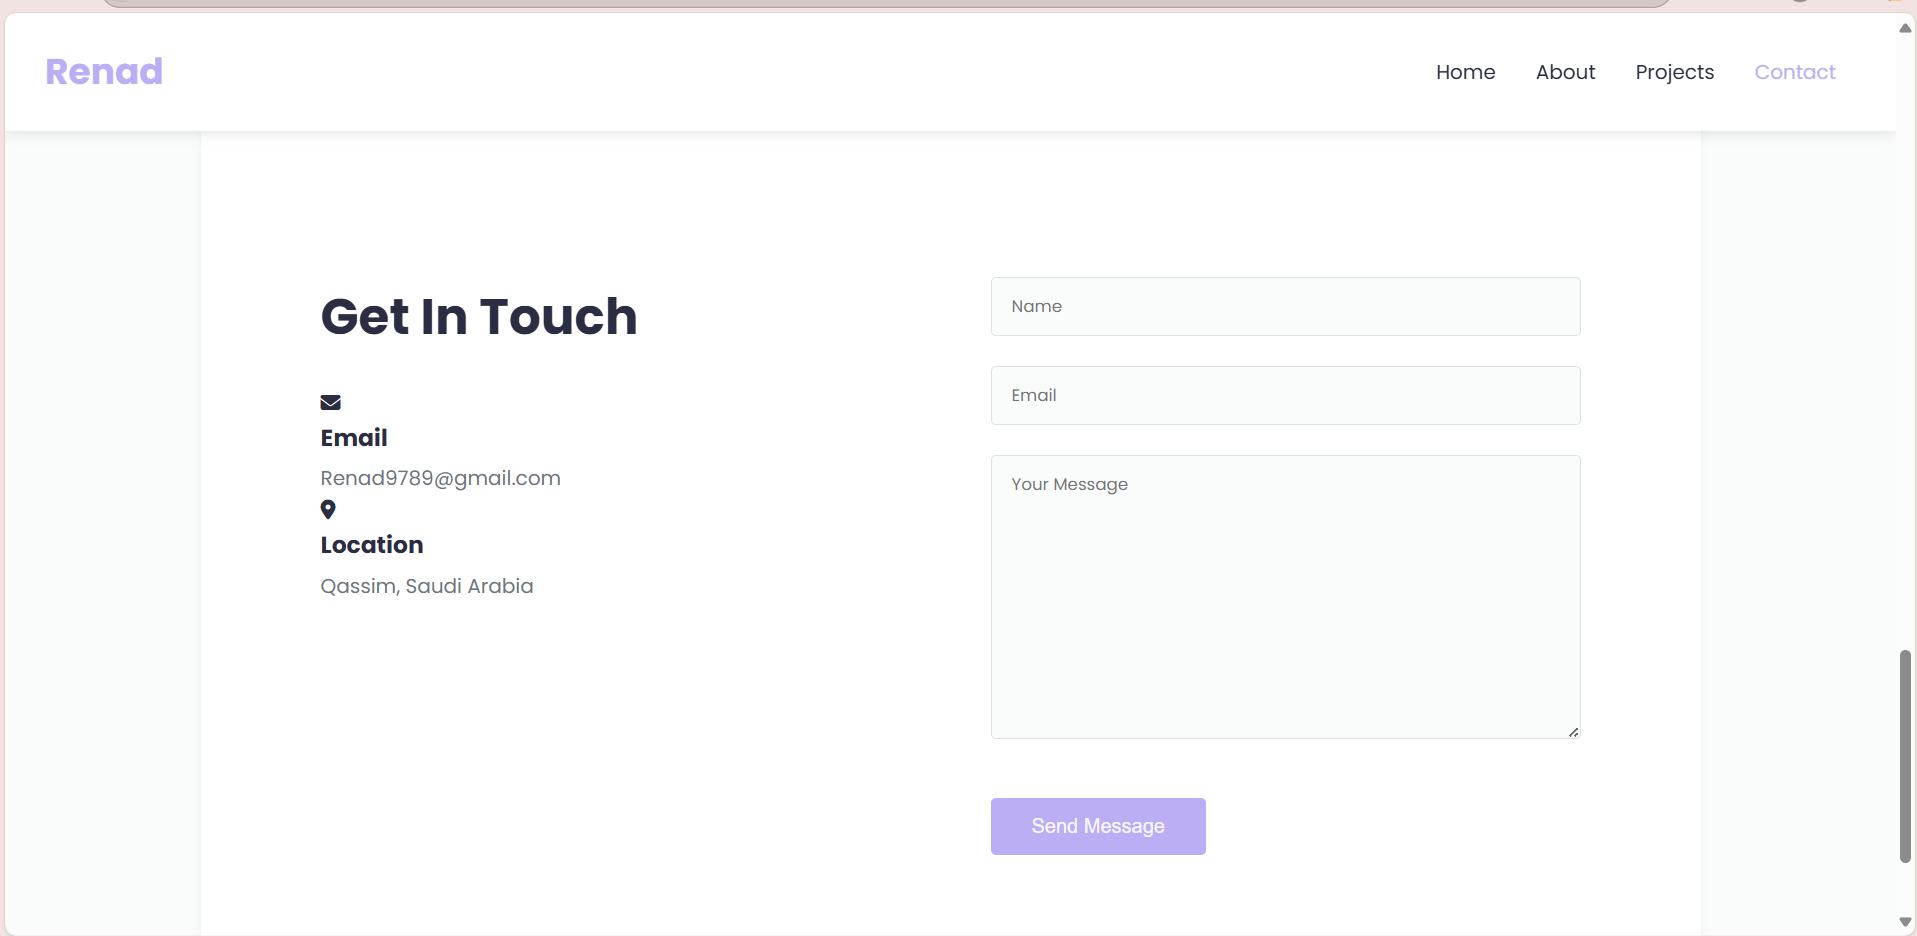 Renad
Home About Projects Contact
Get In Touch
Email
Renad9789@gmail.com
Location
Qassim, Saudi Arabia
Name
Email
Your Message
Send Message